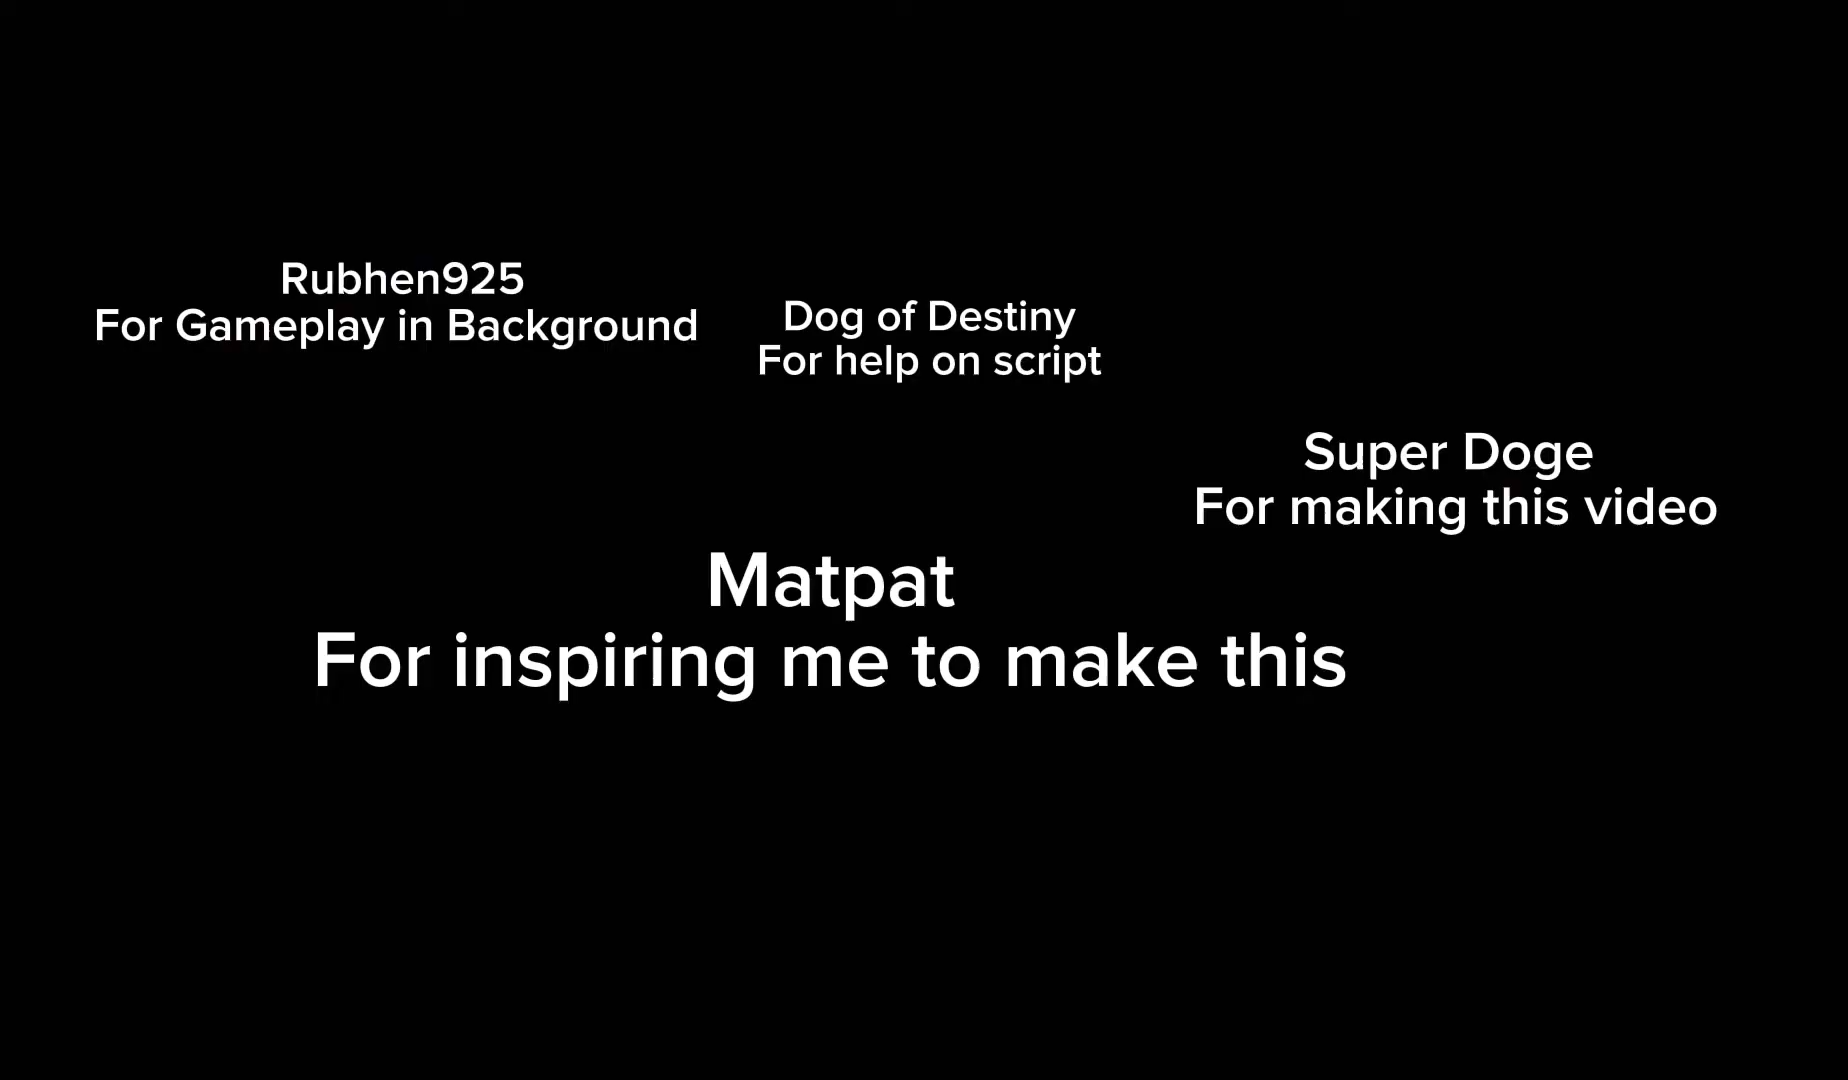 Rubhen925
For Gameplay in Background
Dog of Destiny
For help on script
Super Doge
For making this video
Matpat
For inspiring me to make this